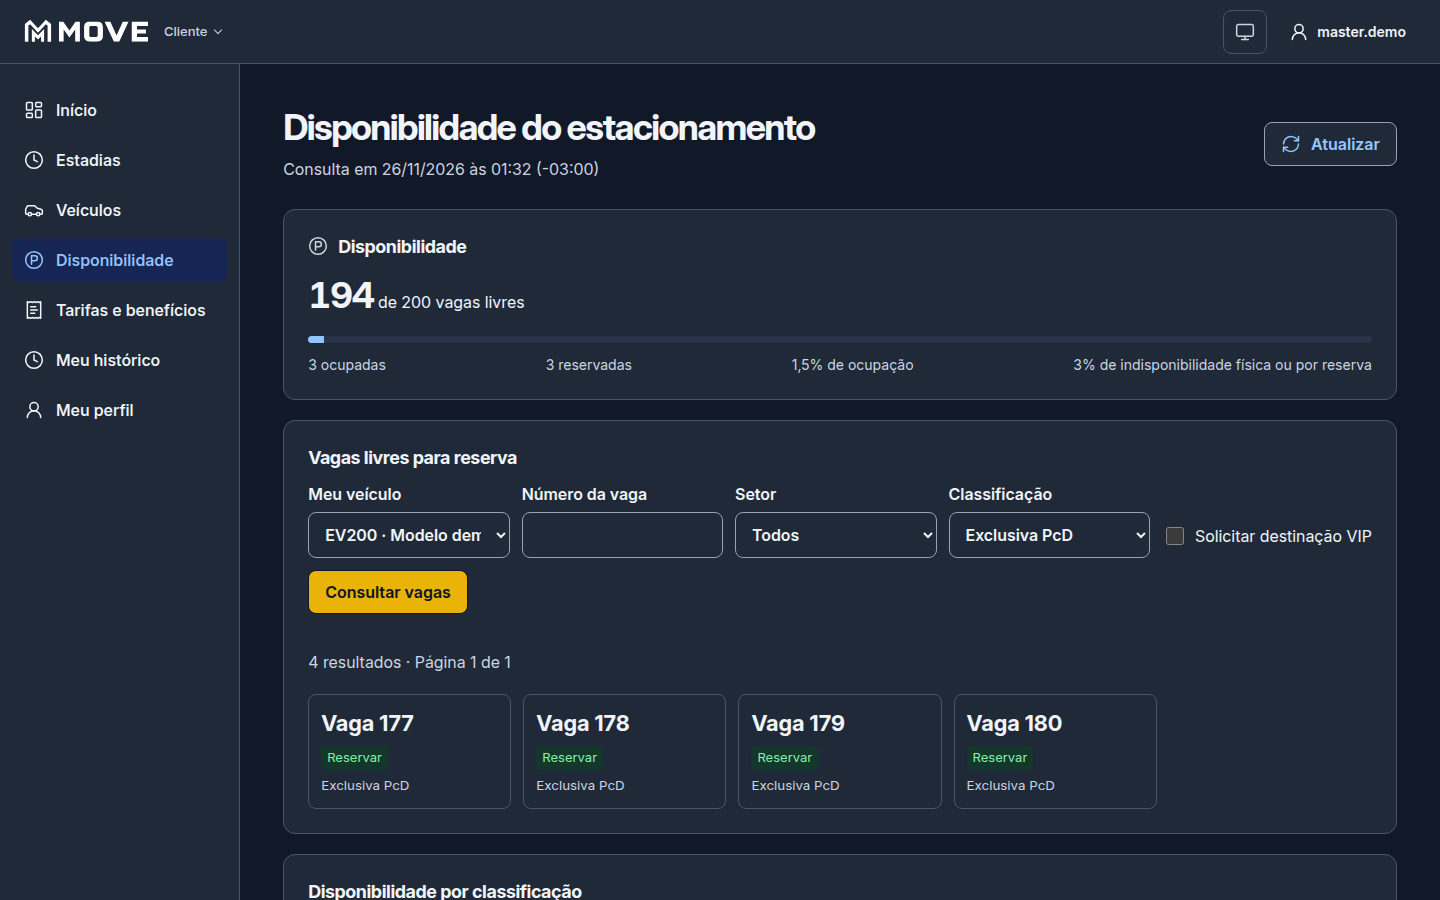 MOVE
Cliente
master.demo
Início
Estadias
Veículos
Disponibilidade
Tarifas e benefícios
Meu histórico
Meu perfil
Disponibilidade do estacionamento
Consulta em 26/11/2026 às 01:32 (-03:00)
Atualizar
Disponibilidade
194 de 200 vagas livres
3 ocupadas
3 reservadas
1,5% de ocupação
3% de indisponibilidade física ou por reserva
Vagas livres para reserva
Meu veículo
Número da vaga
Setor
Classificação
EV200 · Modelo dem
Todos
Exclusiva PcD
Solicitar destinação VIP
Consultar vagas
4 resultados · Página 1 de 1
Vaga 177
Reservar
Exclusiva PcD
Vaga 178
Reservar
Exclusiva PcD
Vaga 179
Reservar
Exclusiva PcD
Vaga 180
Reservar
Exclusiva PcD
Disponibilidade por classificação